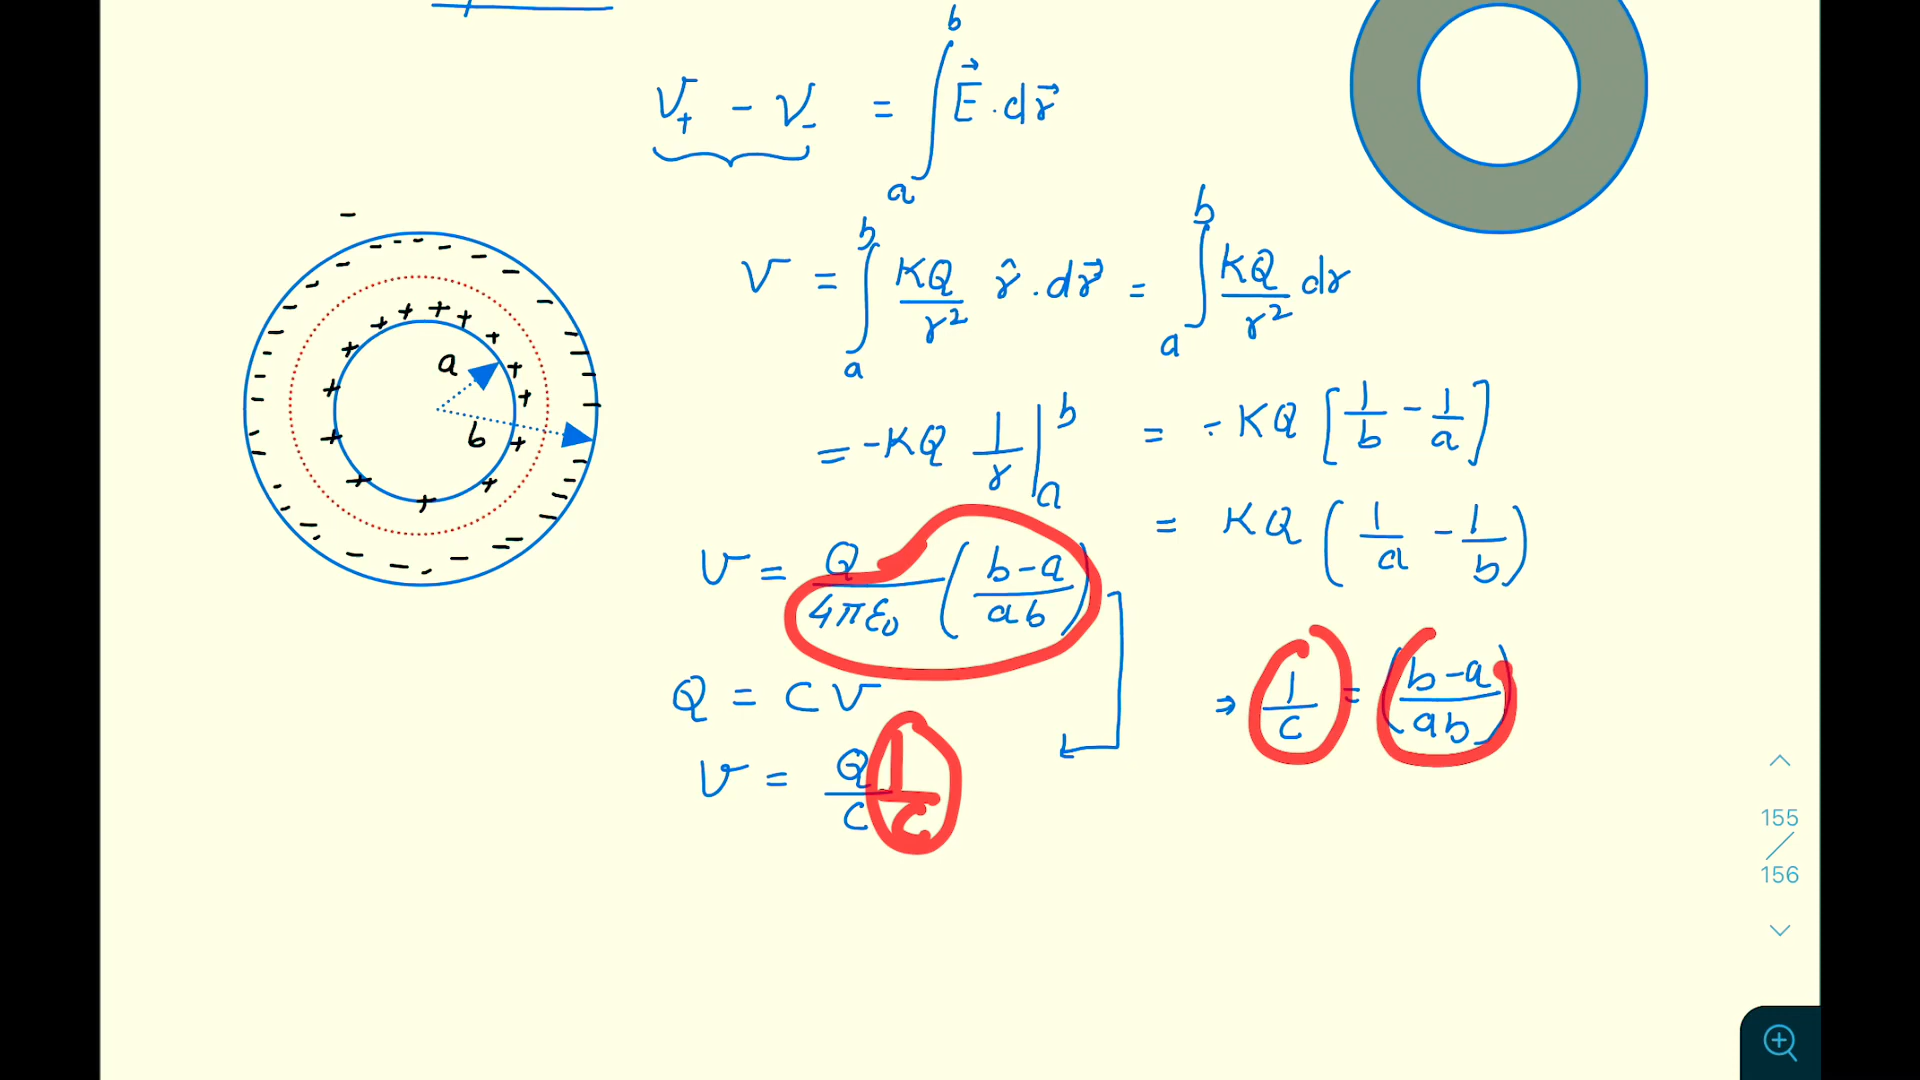 V₊ - V₋ = ∫ₐᵇ E⃗ · dr⃗
V = ∫ₐᵇ KQ/r² r̂ . dr⃗ = ∫ₐᵇ KQ/r² dr
a
b
= -KQ 1/r |ₐᵇ = - KQ [1/b - 1/a]
= KQ (1/a - 1/b)
V = Q/4πε₀ (b-a/ab)
Q = CV
⇒ 1/C = (b-a/ab)
V = Q/C 1/C
155
156